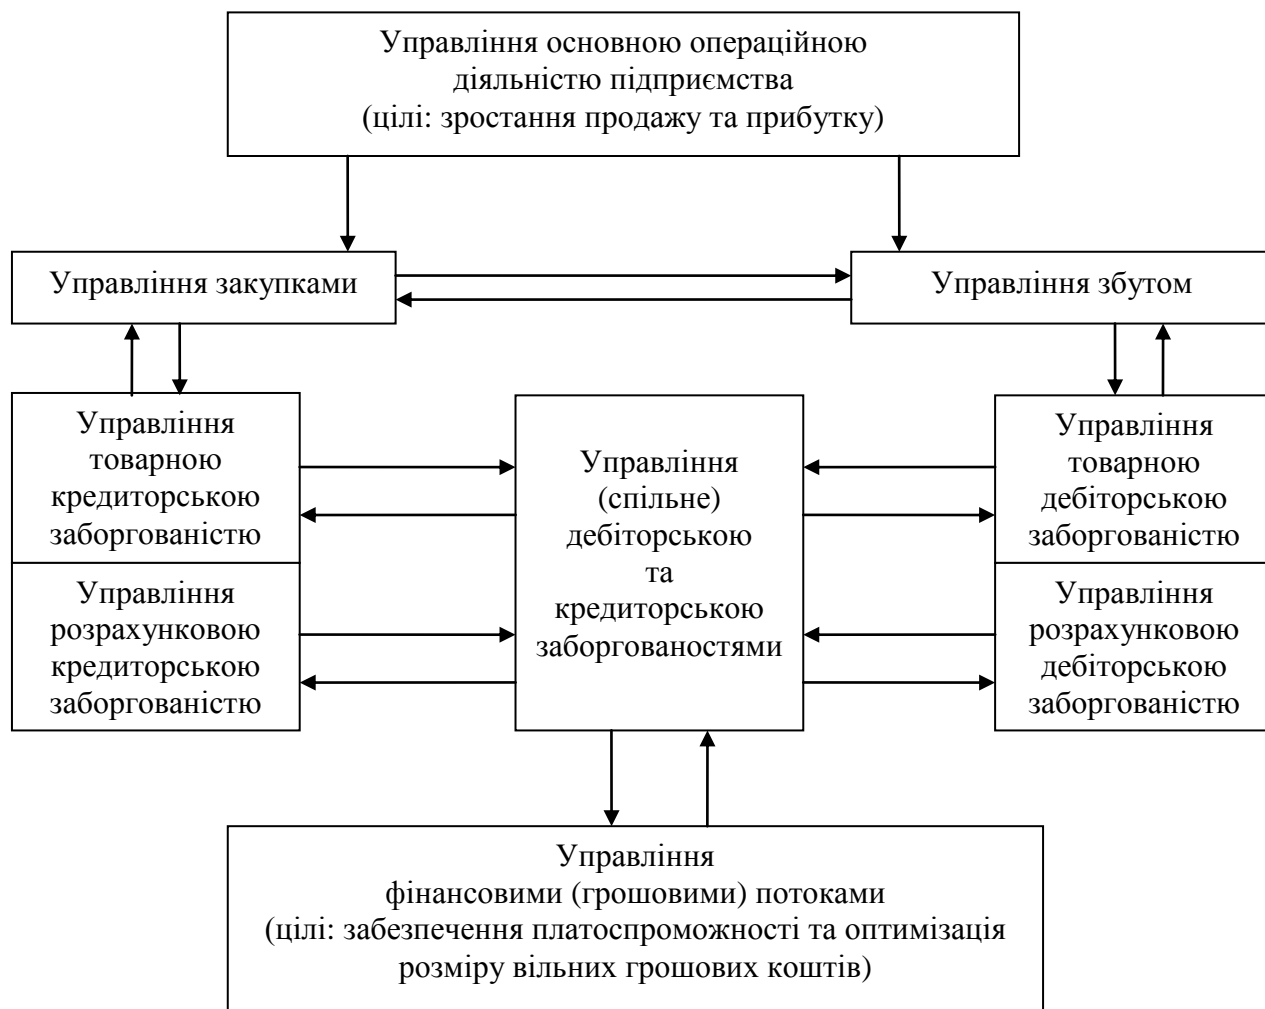 Управління основною операційною
діяльністю підприємства
(цілі: зростання продажу та прибутку)
Управління закупками
Управління збутом
Управління
товарною
кредиторською
заборгованістю
Управління
(спільне)
дебіторською
та
кредиторською
заборгованостями
Управління
товарною
дебіторською
заборгованістю
Управління
розрахунковою
кредиторською
заборгованістю
Управління
розрахунковою
дебіторською
заборгованістю
Управління
фінансовими (грошовими) потоками
(цілі: забезпечення платоспроможності та оптимізація
розміру вільних грошових коштів)